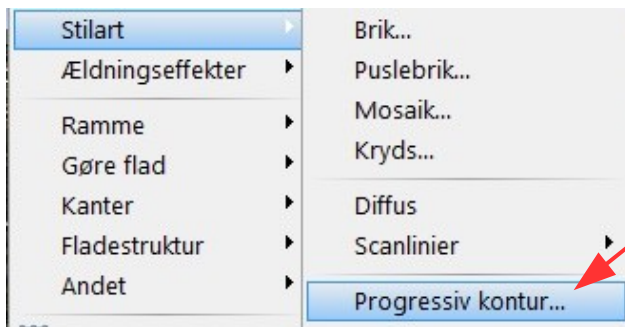 Stilart
Ældningseffekter
Ramme
Gøre flad
Kanter
Fladestruktur
Andet
Brik...
Puslebrik...
Mosaik...
Kryds...
Diffus
Scanlinier
Progressiv kontur...